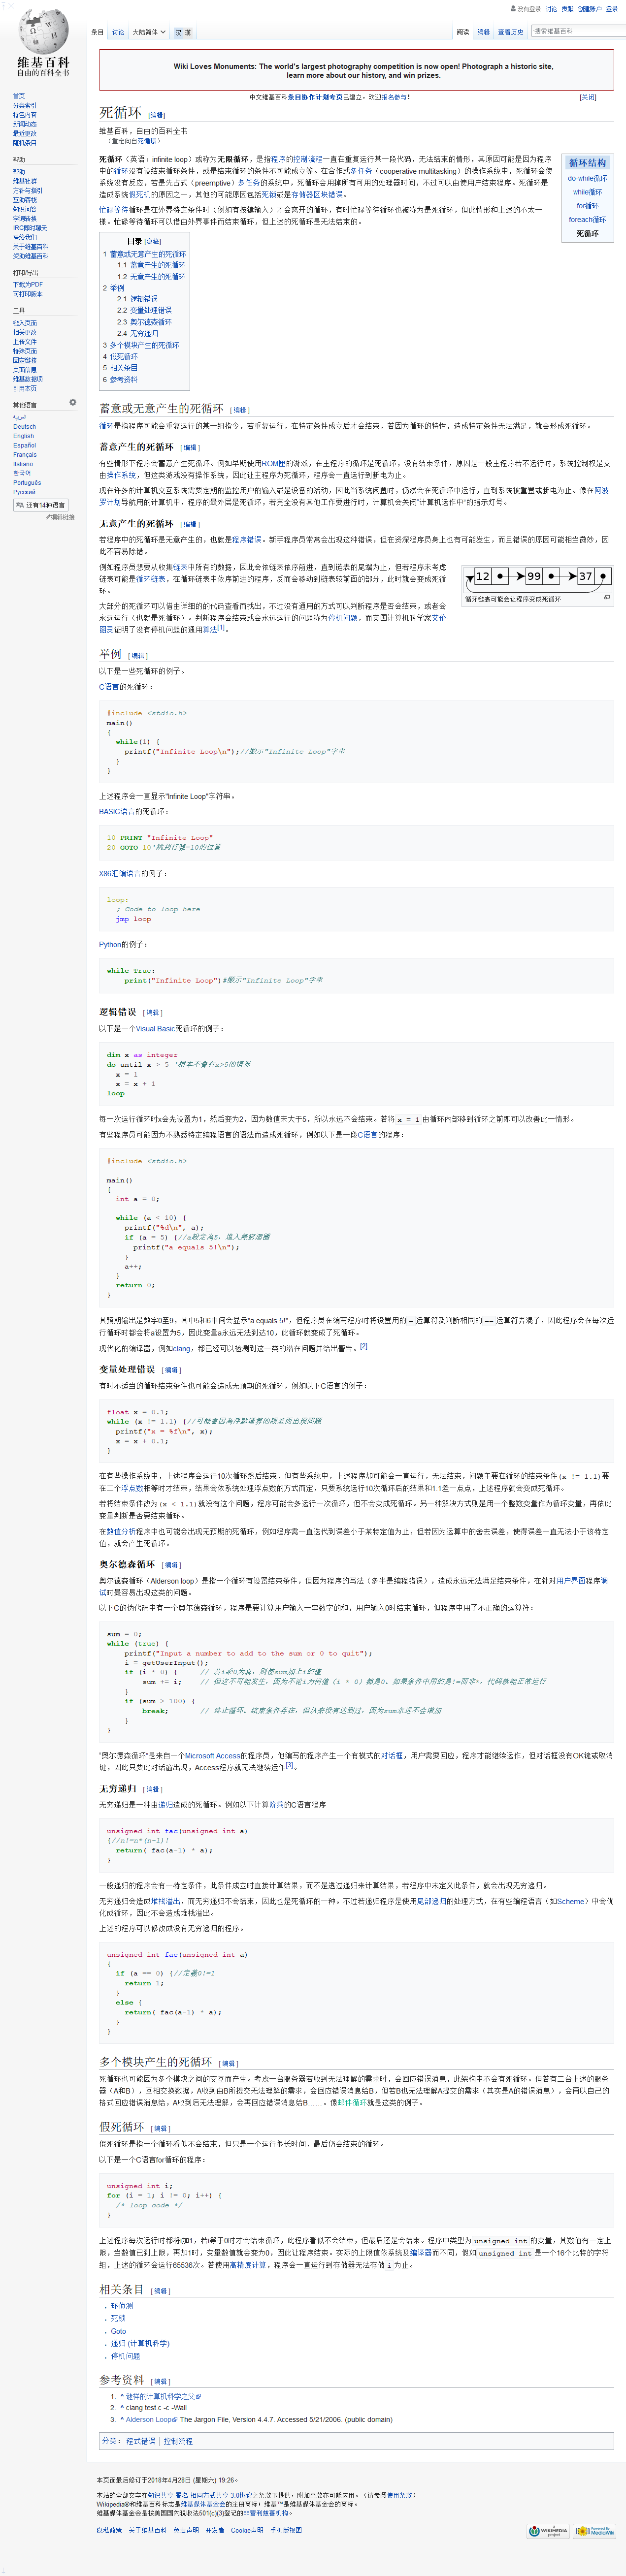 没有登录 讨论 贡献 创建账户 登录
条目 讨论 大陆简体 汉 漢 阅读 编辑 查看历史 搜索维基百科
维基百科
自由的百科全书
首页
分类索引
特色内容
新闻动态
最近更改
随机条目
帮助
帮助
维基社群
方针与指引
互助客栈
知识问答
字词转换
IRC即时聊天
联络我们
关于维基百科
资助维基百科
打印/导出
下载为PDF
可打印版本
工具
链入页面
相关更改
上传文件
特殊页面
固定链接
页面信息
维基数据项
引用本页
其他语言
العربية
Deutsch
English
Español
Français
Italiano
한국어
Português
Русский
还有14种语言
编辑链接
Wiki Loves Monuments: The world's largest photography competition is now open! Photograph a historic site,
learn more about our history, and win prizes.
中文维基百科条目协作计划专页已建立。欢迎报名参与！ [关闭]
死循环 [编辑]
维基百科，自由的百科全书
（重定向自死循環）
死循环（英语：infinite loop）或称为无限循环，是指程序的控制流程一直在重复运行某一段代码，无法结束的情形，其原因可能是因为程序
中的循环没有设结束循环条件，或是结束循环的条件不可能成立等。在合作式多任务（cooperative multitasking）的操作系统中，死循环会使
系统没有反应，若是先占式（preemptive）多任务的系统中，死循环会用掉所有可用的处理器时间，不过可以由使用户结束程序。死循环是
造成系统假死机的原因之一，其他的可能原因包括死锁或是存储器区块错误。
忙碌等待循环是在外界特定条件时（例如有按键输入）才会离开的循环，有时忙碌等待循环也被称为是死循环，但此情形和上述的不太一
样。忙碌等待循环可以借由外界事件而结束循环，但上述的死循环是无法结束的。
循环结构
do-while循环
while循环
for循环
foreach循环
死循环
目录 [隐藏]
1 蓄意或无意产生的死循环
1.1 蓄意产生的死循环
1.2 无意产生的死循环
2 举例
2.1 逻辑错误
2.2 变量处理错误
2.3 奥尔德森循环
2.4 无穷递归
3 多个模块产生的死循环
4 假死循环
5 相关条目
6 参考资料
蓄意或无意产生的死循环 [编辑]
循环是指程序可能会重复运行的某一组指令，若重复运行，在特定条件成立后才会结束，若因为循环的特性，造成特定条件无法满足，就会形成死循环。
蓄意产生的死循环 [编辑]
有些情形下程序会蓄意产生死循环。例如早期使用ROM匣的游戏，在主程序的循环是死循环，没有结束条件，原因是一般主程序若不运行时，系统控制权是交
由操作系统，但这类游戏没有操作系统，因此让主程序为死循环，程序会一直运行到断电为止。
现在许多的计算机交互系统需要定期的监控用户的输入或是设备的活动，因此当系统闲置时，仍然会在死循环中运行，直到系统被重置或断电为止。像在阿波
罗计划导航用的计算机中，程序的最外层是死循环，若完全没有其他工作要进行时，计算机会关闭“计算机运作中”的指示灯号。
无意产生的死循环 [编辑]
若程序中的死循环是无意产生的，也就是程序错误。新手程序员常常会出现这种错误，但在资深程序员身上也有可能发生，而且错误的原因可能相当微妙，因
此不容易除错。
例如程序员想要从收集链表中所有的数据，因此会依链表依序前进，直到链表的尾端为止，但若程序未考虑
链表可能是循环链表，在循环链表中依序前进的程序，反而会移动到链表较前面的部分，此时就会变成死循
环。
12 99 37
循环链表可能会让程序变成死循环
大部分的死循环可以借由详细的的代码查看而找出，不过没有通用的方式可以判断程序是否会结束，或者会
永远运行（也就是死循环）。判断程序会结束或会永远运行的问题称为停机问题，而英国计算机科学家艾伦·
图灵证明了没有停机问题的通用算法[1]。
举例 [编辑]
以下是一些死循环的例子。
C语言的死循环：
#include <stdio.h>
main()
{
while(1) {
printf("Infinite Loop\n");//顯示"Infinite Loop"字串
}
}
上述程序会一直显示“Infinite Loop”字符串。
BASIC语言的死循环：
10 PRINT "Infinite Loop"
20 GOTO 10'跳到行號=10的位置
X86汇编语言的例子：
loop:
; Code to loop here
jmp loop
Python的例子：
while True:
print("Infinite Loop")#顯示"Infinite Loop"字串
逻辑错误 [编辑]
以下是一个Visual Basic死循环的例子：
dim x as integer
do until x > 5 '根本不會有x>5的情形
x = 1
x = x + 1
loop
每一次运行循环时x会先设置为1，然后变为2，因为数值未大于5，所以永远不会结束。若将 x = 1 由循环内部移到循环之前即可以改善此一情形。
有些程序员可能因为不熟悉特定编程语言的语法而造成死循环，例如以下是一段C语言的程序：
#include <stdio.h>
main()
{
int a = 0;
while (a < 10) {
printf("%d\n", a);
if (a = 5) {//a設定為5，進入無窮迴圈
printf("a equals 5!\n");
}
a++;
}
return 0;
}
其预期输出是数字0至9，其中5和6中间会显示“a equals 5!”，但程序员在编写程序时将设置用的 = 运算符及判断相同的 == 运算符弄混了，因此程序会在每次运
行循环时都会将a设置为5，因此变量a永远无法到达10，此循环就变成了死循环。
现代化的编译器，例如clang，都已经可以检测到这一类的潜在问题并给出警告。[2]
变量处理错误 [编辑]
有时不适当的循环结束条件也可能会造成无预期的死循环，例如以下C语言的例子：
float x = 0.1;
while (x != 1.1) {//可能會因為浮點運算的誤差而出現問題
printf("x = %f\n", x);
x = x + 0.1;
}
在有些操作系统中，上述程序会运行10次循环然后结束，但有些系统中，上述程序却可能会一直运行，无法结束，问题主要在循环的结束条件(x != 1.1)要
在二个浮点数相等时才结束，结果会依系统处理浮点数的方式而定，只要系统运行10次循环后的结果和1.1差一点点，上述程序就会变成死循环。
若将结束条件改为(x < 1.1)就没有这个问题，程序可能会多运行一次循环，但不会变成死循环。另一种解决方式则是用一个整数变量作为循环变量，再依此
变量判断是否要结束循环。
在数值分析程序中也可能会出现无预期的死循环，例如程序需一直迭代到误差小于某特定值为止，但若因为运算中的舍去误差，使得误差一直无法小于该特定
值，就会产生死循环。
奥尔德森循环 [编辑]
奥尔德森循环（Alderson loop）是指一个循环有设置结束条件，但因为程序的写法（多半是编程错误），造成永远无法满足结束条件，在针对用户界面程序调
试时最容易出现这类的问题。
以下C的伪代码中有一个奥尔德森循环，程序是要计算用户输入一串数字的和，用户输入0时结束循环，但程序中用了不正确的运算符：
sum = 0;
while (true) {
printf("Input a number to add to the sum or 0 to quit");
i = getUserInput();
if (i * 0) { // 若i非0為真，則使sum加上i的值
sum += i; // 但這不可能發生，因為不論i為何值 (i * 0) 都是0。如果條件中用的是!=而非*，代碼就能正常運行
}
if (sum > 100) {
break; // 終止循環。結束條件存在，但从來沒有达到过，因为sum永远不会增加
}
}
“奥尔德森循环”是来自一个Microsoft Access的程序员，他编写的程序产生一个有模式的对话框，用户需要回应，程序才能继续运作，但对话框没有OK键或取消
键，因此只要此对话窗出现，Access程序就无法继续运作[3]。
无穷递归 [编辑]
无穷递归是一种由递归造成的死循环。例如以下计算阶乘的C语言程序
unsigned int fac(unsigned int a)
{//n!=n*(n-1)!
return( fac(a-1) * a);
}
一般递归的程序会有一特定条件，此条件成立时直接计算结果，而不是透过递归来计算结果，若程序中未定义此条件，就会出现无穷递归。
无穷递归会造成堆栈溢出，而无穷递归不会结束，因此也是死循环的一种。不过若递归程序是使用尾部递归的处理方式，在有些编程语言（如Scheme）中会优
化成循环，因此不会造成堆栈溢出。
上述的程序可以修改成没有无穷递归的程序。
unsigned int fac(unsigned int a)
{
if (a == 0) {//定義0!=1
return 1;
}
else {
return( fac(a-1) * a);
}
}
多个模块产生的死循环 [编辑]
死循环也可能因为多个模块之间的交互而产生。考虑一台服务器若收到无法理解的需求时，会回应错误消息，此架构中不会有死循环。但若有二台上述的服务
器（A和B），互相交换数据，A收到由B所提交无法理解的需求，会回应错误消息给B，但若B也无法理解A提交的需求（其实是A的错误消息），会再以自己的
格式回应错误消息给，A收到后无法理解，会再回应错误消息给B……。像邮件循环就是这类的例子。
假死循环 [编辑]
假死循环是指一个循环看似不会结束，但只是一个运行很长时间，最后仍会结束的循环。
以下是一个C语言for循环的程序。
unsigned int i;
for (i = 1; i != 0; i++) {
/* loop code */
}
上述程序每次运行时都将i加1，若i等于0时才会结束循环，此程序看似不会结束，但最后还是会结束。程序中类型为 unsigned int 的变量，其数值有一定上
限，当数值已到上限，再加1时，变量数值就会变为0，因此让程序结束。实际的上限值依系统及编译器而不同，假如 unsigned int 是一个16个比特的字符
组，上述的循环会运行65536次。若使用高精度计算，程序会一直运行到存储器无法存储 i 为止。
相关条目 [编辑]
环侦测
死锁
Goto
递归 (计算机科学)
停机问题
参考资料 [编辑]
1. ^ 谜样的计算机科学之父
2. ^ clang test.c -c -Wall
3. ^ Alderson Loop The Jargon File, Version 4.4.7. Accessed 5/21/2006. (public domain)
分类： 程式错误 | 控制流程
本页面最后修订于2018年4月28日 (星期六) 19:26。
本站的全部文字在知识共享 署名-相同方式共享 3.0协议之条款下提供，附加条款亦可能应用。（请参阅使用条款）
Wikipedia®和维基百科标志是维基媒体基金会的注册商标；维基™是维基媒体基金会的商标。
维基媒体基金会是按美国国內税收法501(c)(3)登记的非营利慈善机构。
隐私政策 关于维基百科 免责声明 开发者 Cookie声明 手机版视图
WIKIMEDIA project Powered By MediaWiki